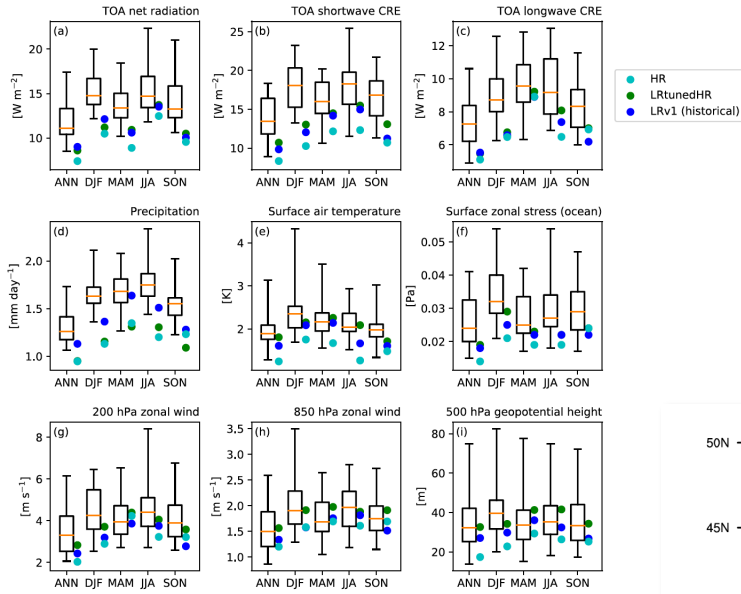 TOA net radiation
(a)
[W m⁻²]
20
15
10
ANN DJF MAM JJA SON
TOA shortwave CRE
(b)
[W m⁻²]
25
20
15
10
ANN DJF MAM JJA SON
TOA longwave CRE
(c)
[W m⁻²]
12
10
8
6
ANN DJF MAM JJA SON
HR
LRtunedHR
LRv1 (historical)
Precipitation
(d)
[mm day⁻¹]
2.0
1.5
1.0
ANN DJF MAM JJA SON
Surface air temperature
(e)
[K]
4
3
2
ANN DJF MAM JJA SON
Surface zonal stress (ocean)
(f)
[Pa]
0.05
0.04
0.03
0.02
ANN DJF MAM JJA SON
200 hPa zonal wind
(g)
[m s⁻¹]
8
6
4
2
ANN DJF MAM JJA SON
850 hPa zonal wind
(h)
[m s⁻¹]
3.5
3.0
2.5
2.0
1.5
1.0
ANN DJF MAM JJA SON
500 hPa geopotential height
(i)
[m]
80
60
40
20
ANN DJF MAM JJA SON
50N
45N